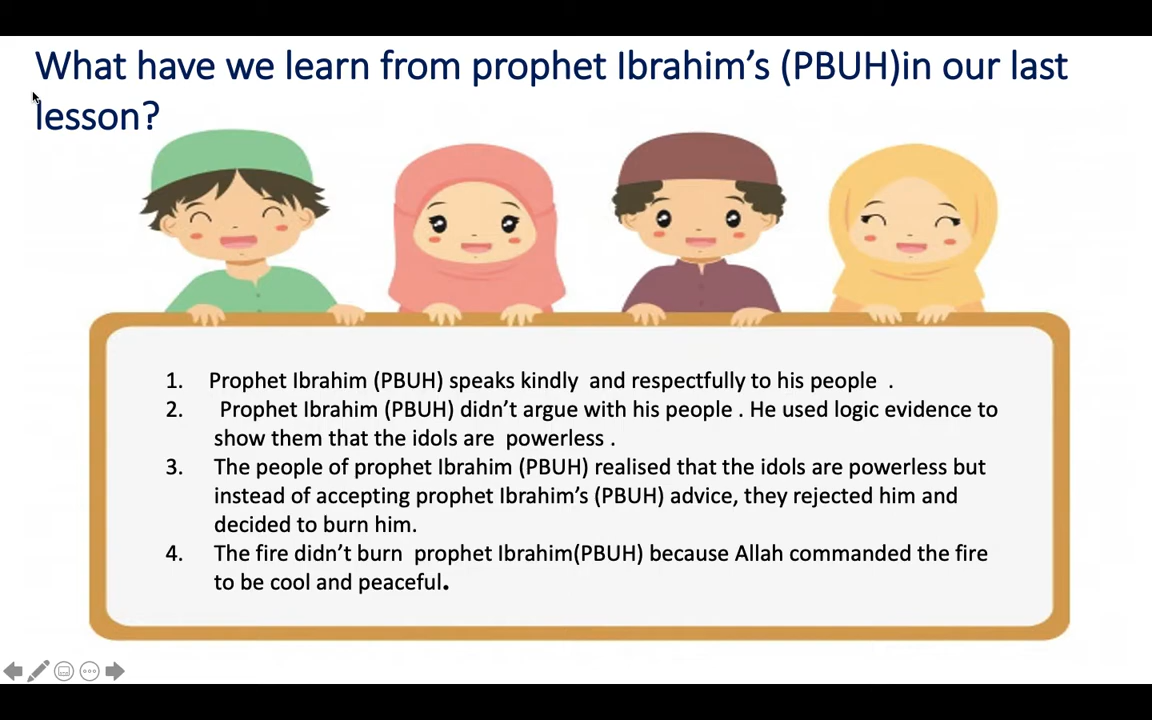 What have we learn from prophet Ibrahim’s (PBUH)in our last
lesson?
1. Prophet Ibrahim (PBUH) speaks kindly and respectfully to his people .
2. Prophet Ibrahim (PBUH) didn’t argue with his people . He used logic evidence to
show them that the idols are powerless .
3. The people of prophet Ibrahim (PBUH) realised that the idols are powerless but
instead of accepting prophet Ibrahim’s (PBUH) advice, they rejected him and
decided to burn him.
4. The fire didn’t burn prophet Ibrahim(PBUH) because Allah commanded the fire
to be cool and peaceful.